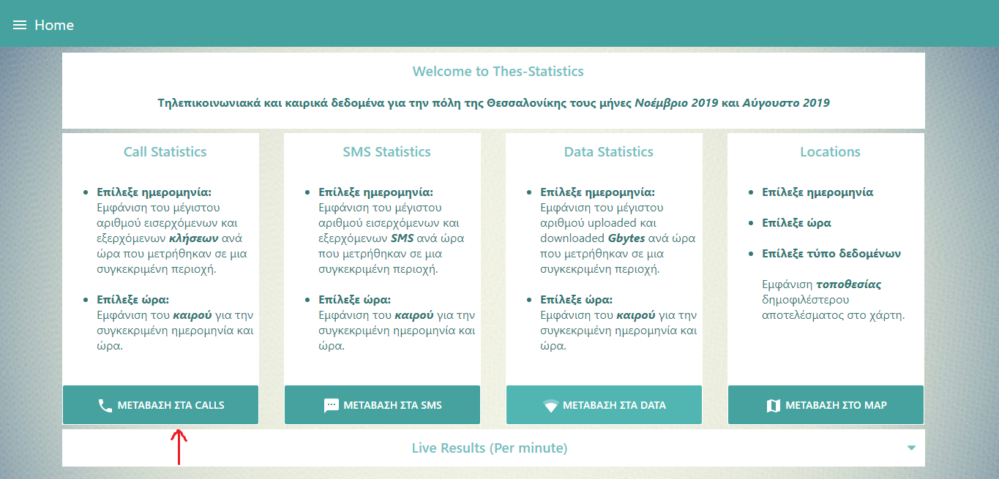 Home
Welcome to Thes-Statistics
Τηλεπικοινωνιακά και καιρικά δεδομένα για την πόλη της Θεσσαλονίκης τους μήνες Νοέμβριο 2019 και Αύγουστο 2019
Call Statistics
Επίλεξε ημερομηνία:
Εμφάνιση του μέγιστου
αριθμού εισερχόμενων και
εξερχόμενων κλήσεων ανά
ώρα που μετρήθηκαν σε μια
συγκεκριμένη περιοχή.
Επίλεξε ώρα:
Εμφάνιση του καιρού για την
συγκεκριμένη ημερομηνία και
ώρα.
ΜΕΤΑΒΑΣΗ ΣΤΑ CALLS
SMS Statistics
Επίλεξε ημερομηνία:
Εμφάνιση του μέγιστου
αριθμού εισερχόμενων και
εξερχόμενων SMS ανά ώρα
που μετρήθηκαν σε μια
συγκεκριμένη περιοχή.
Επίλεξε ώρα:
Εμφάνιση του καιρού για την
συγκεκριμένη ημερομηνία και
ώρα.
ΜΕΤΑΒΑΣΗ ΣΤΑ SMS
Data Statistics
Επίλεξε ημερομηνία:
Εμφάνιση του μέγιστου
αριθμού uploaded και
downloaded Gbytes ανά ώρα
που μετρήθηκαν σε μια
συγκεκριμένη περιοχή.
Επίλεξε ώρα:
Εμφάνιση του καιρού για την
συγκεκριμένη ημερομηνία και
ώρα.
ΜΕΤΑΒΑΣΗ ΣΤΑ DATA
Locations
Επίλεξε ημερομηνία
Επίλεξε ώρα
Επίλεξε τύπο δεδομένων
Εμφάνιση τοποθεσίας
δημοφιλέστερου
αποτελέσματος στο χάρτη.
ΜΕΤΑΒΑΣΗ ΣΤΟ MAP
Live Results (Per minute)